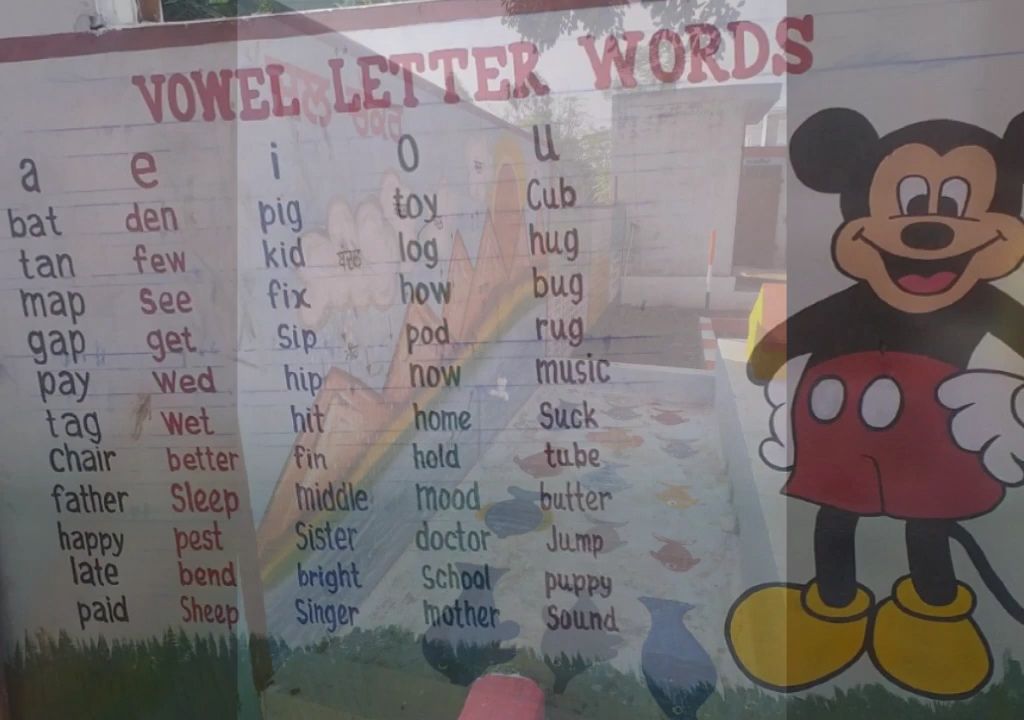 VOWEL LETTER WORDS
a e i o u
bat den pig toy Cub
tan few kid log hug
map see fix how bug
gap get Sip pod rug
pay wed hip now music
tag wet hit home Suck
chair better fin hold tube
father Sleep middle mood butter
happy pest Sister doctor Jump
late bend bright School puppy
paid Sheep Singer mother Sound